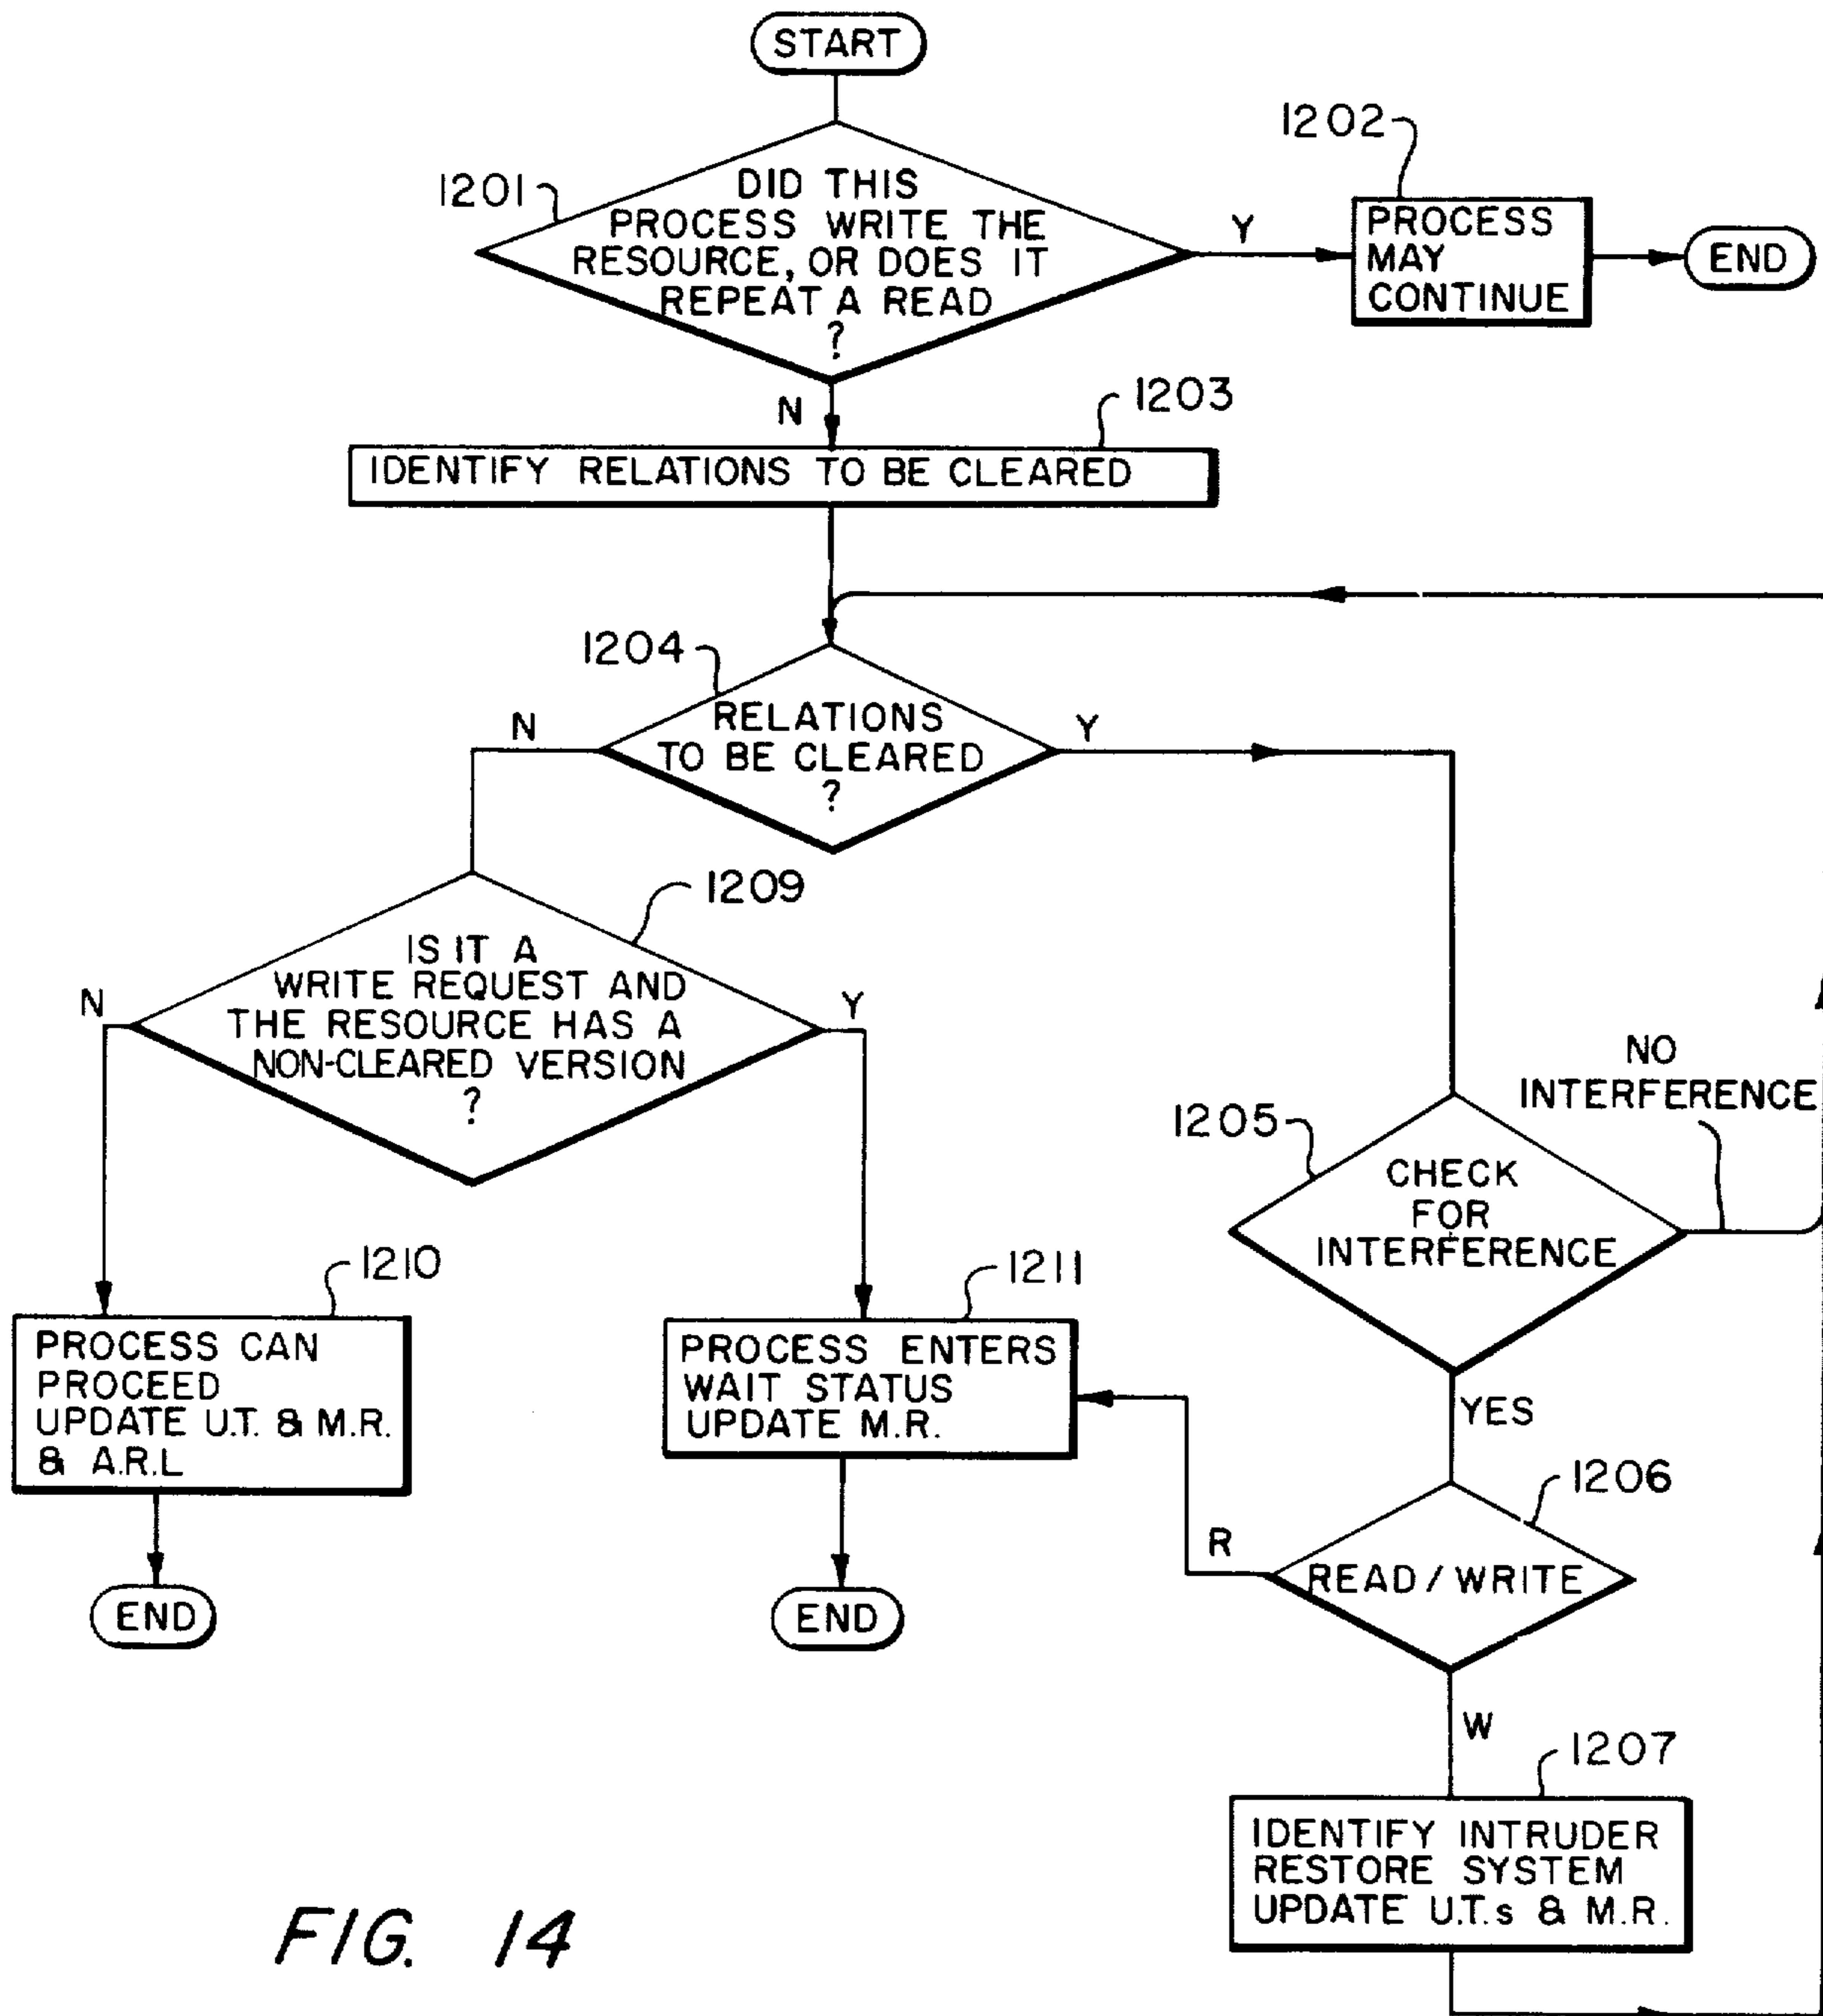 START
1201
DID THIS
PROCESS WRITE THE
RESOURCE, OR DOES IT
REPEAT A READ
?
Y
1202
PROCESS
MAY
CONTINUE
END
N
1203
IDENTIFY RELATIONS TO BE CLEARED
1204
RELATIONS
TO BE CLEARED
?
N
Y
1209
IS IT A
WRITE REQUEST AND
THE RESOURCE HAS A
NON-CLEARED VERSION
?
N
Y
NO
INTERFERENCE
1205
CHECK
FOR
INTERFERENCE
YES
1210
PROCESS CAN
PROCEED
UPDATE U.T. & M.R.
& A.R.L
END
1211
PROCESS ENTERS
WAIT STATUS
UPDATE M.R.
END
1206
READ / WRITE
R
W
1207
IDENTIFY INTRUDER
RESTORE SYSTEM
UPDATE U.T.s & M.R.
FIG. 14